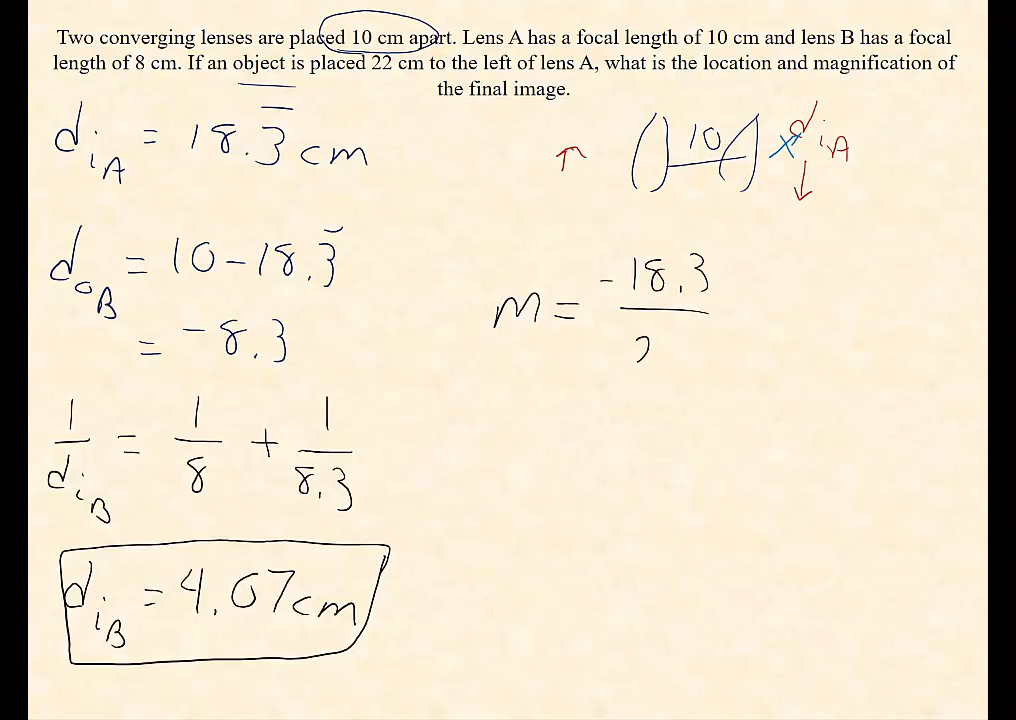 Two converging lenses are placed 10 cm apart. Lens A has a focal length of 10 cm and lens B has a focal
length of 8 cm. If an object is placed 22 cm to the left of lens A, what is the location and magnification of
the final image.
d_iA = 18.3̄ cm
10 d_iA
d_oB = 10 - 18.3̄
= -8.3
M = -18.3 / 2
1/d_iB = 1/8 + 1/8.3
d_iB = 4.07cm